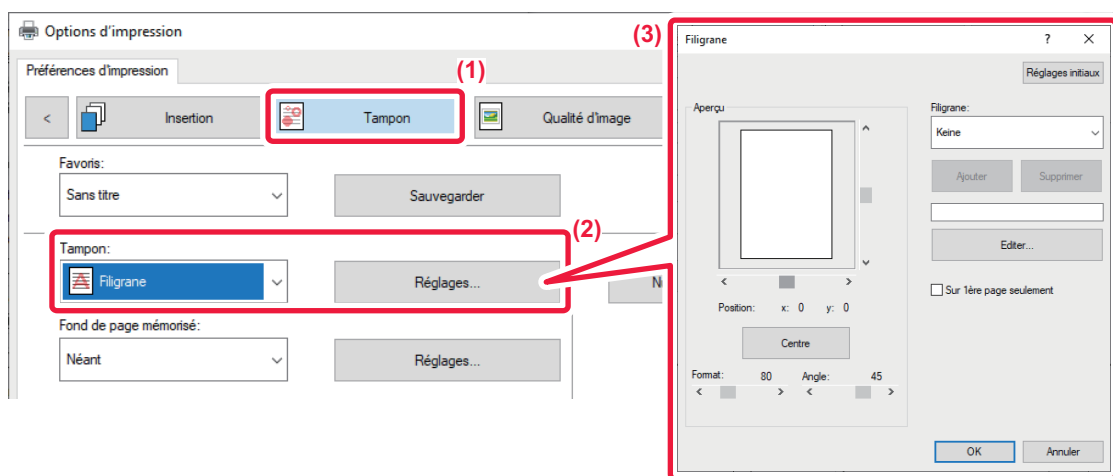 Options d'impression
Préférences d'impression
(1)
<
Insertion
Tampon
Qualité d'image
Favoris:
Sans titre
Sauvegarder
(2)
Tampon:
Filigrane
Réglages...
N
Fond de page mémorisé:
Néant
Réglages...
(3)
Filigrane
?
Réglages initiaux
Aperçu
Filigrane:
Keine
Ajouter
Supprimer
Editer...
Sur 1ère page seulement
Position: x: 0 y: 0
Centre
Format: 80 Angle: 45
OK
Annuler